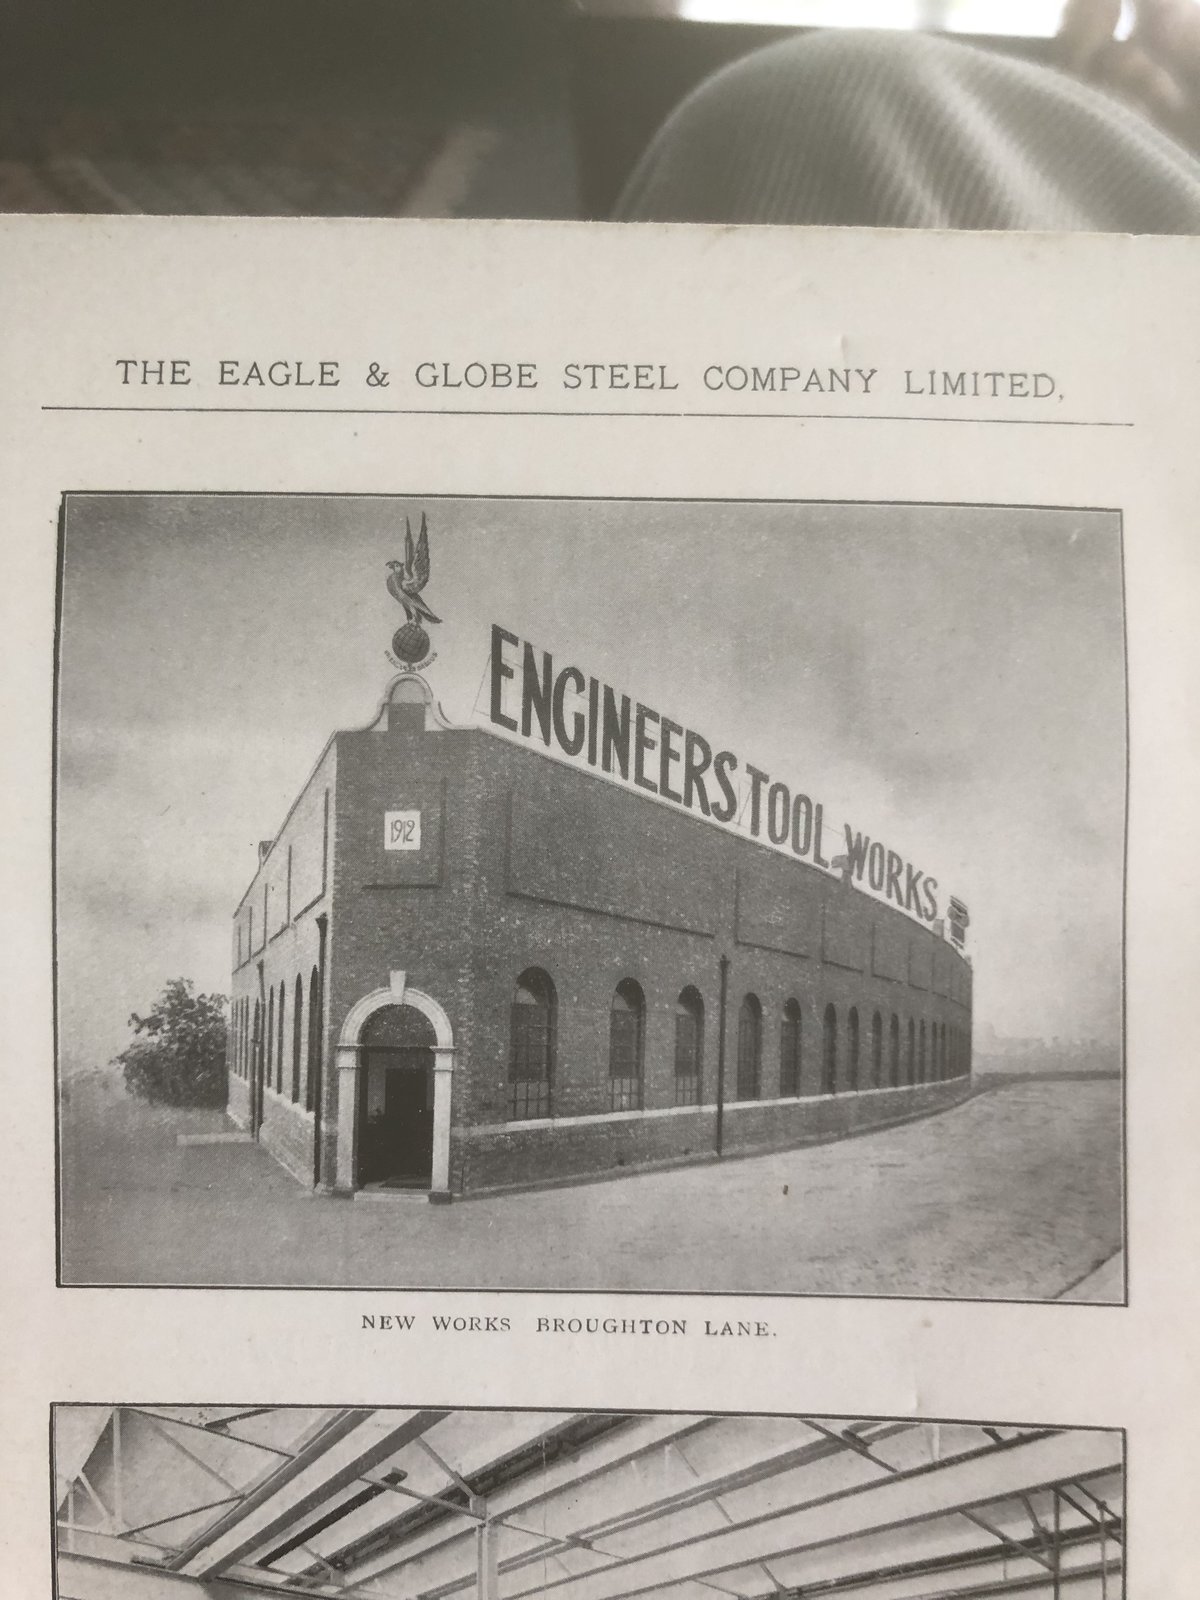 THE EAGLE & GLOBE STEEL COMPANY LIMITED,
ENGINEERS TOOL WORKS
1912
NEW WORKS BROUGHTON LANE.